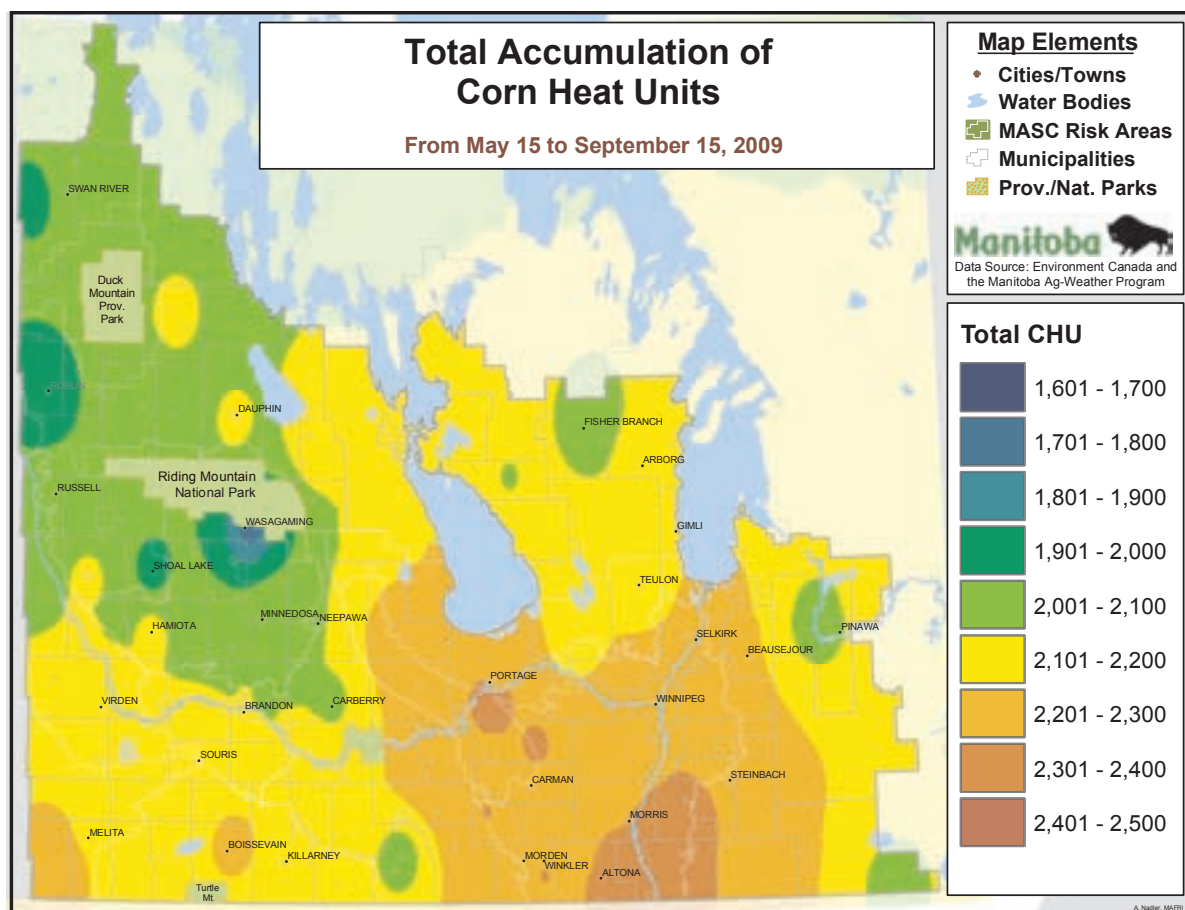 Total Accumulation of
Corn Heat Units
From May 15 to September 15, 2009
Map Elements
Cities/Towns
Water Bodies
MASC Risk Areas
Municipalities
Prov./Nat. Parks
Manitoba
Data Source: Environment Canada and
the Manitoba Ag-Weather Program
Total CHU
1,601 - 1,700
1,701 - 1,800
1,801 - 1,900
1,901 - 2,000
2,001 - 2,100
2,101 - 2,200
2,201 - 2,300
2,301 - 2,400
2,401 - 2,500
SWAN RIVER
Duck
Mountain
Prov.
Park
ROBLIN
DAUPHIN
FISHER BRANCH
ARBORG
Riding Mountain
National Park
RUSSELL
WASAGAMING
GIMLI
SHOAL LAKE
TEULON
MINNEDOSA
NEEPAWA
HAMIOTA
SELKIRK
PINAWA
BEAUSEJOUR
PORTAGE
VIRDEN
BRANDON
CARBERRY
WINNIPEG
SOURIS
CARMAN
STEINBACH
MORRIS
MELITA
BOISSEVAIN
KILLARNEY
MORDEN
WINKLER
ALTONA
Turtle
Mt.
A. Nadler, MAFRI